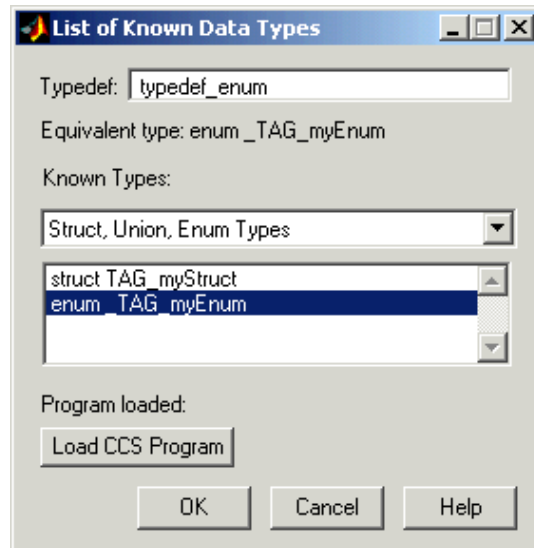 List of Known Data Types
Typedef: typedef_enum
Equivalent type: enum _TAG_myEnum
Known Types:
Struct, Union, Enum Types
struct TAG_myStruct
enum _TAG_myEnum
Program loaded:
Load CCS Program
OK Cancel Help